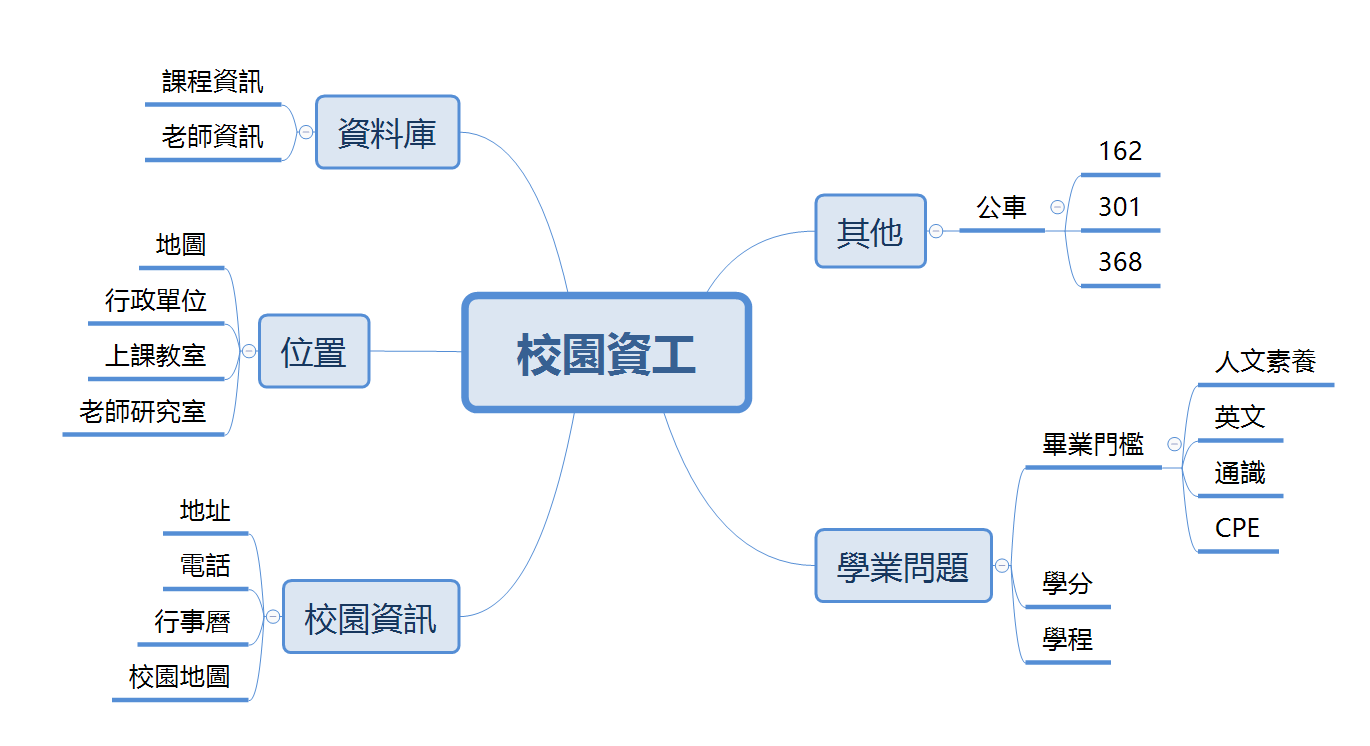 校園資工
資料庫
課程資訊
老師資訊
位置
地圖
行政單位
上課教室
老師研究室
校園資訊
地址
電話
行事曆
校園地圖
其他
公車
162
301
368
學業問題
畢業門檻
人文素養
英文
通識
CPE
學分
學程